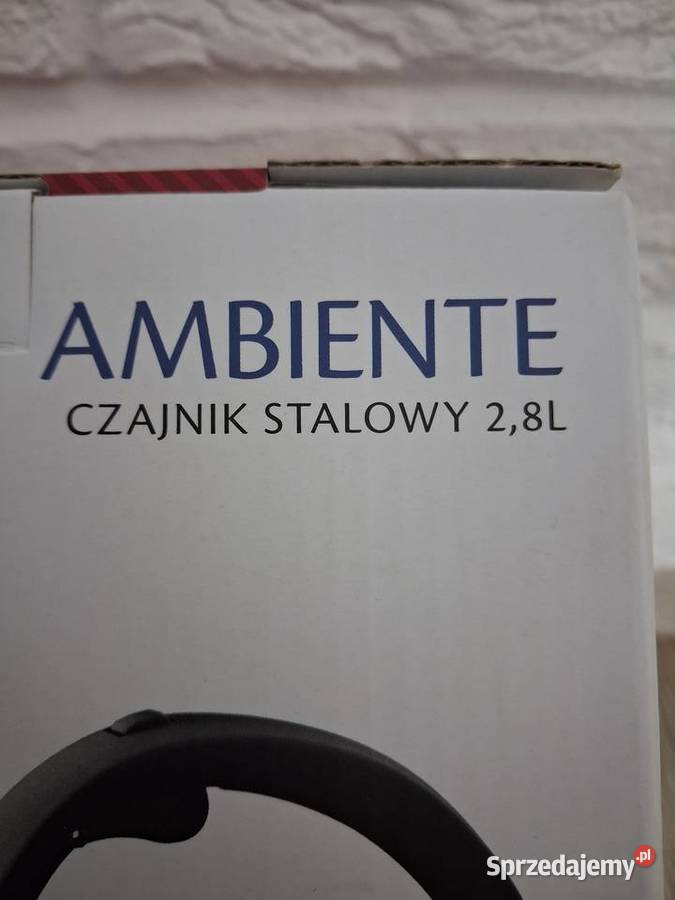 AMBIENTE
CZAJNIK STALOWY 2,8L
Sprzedajemy.pl